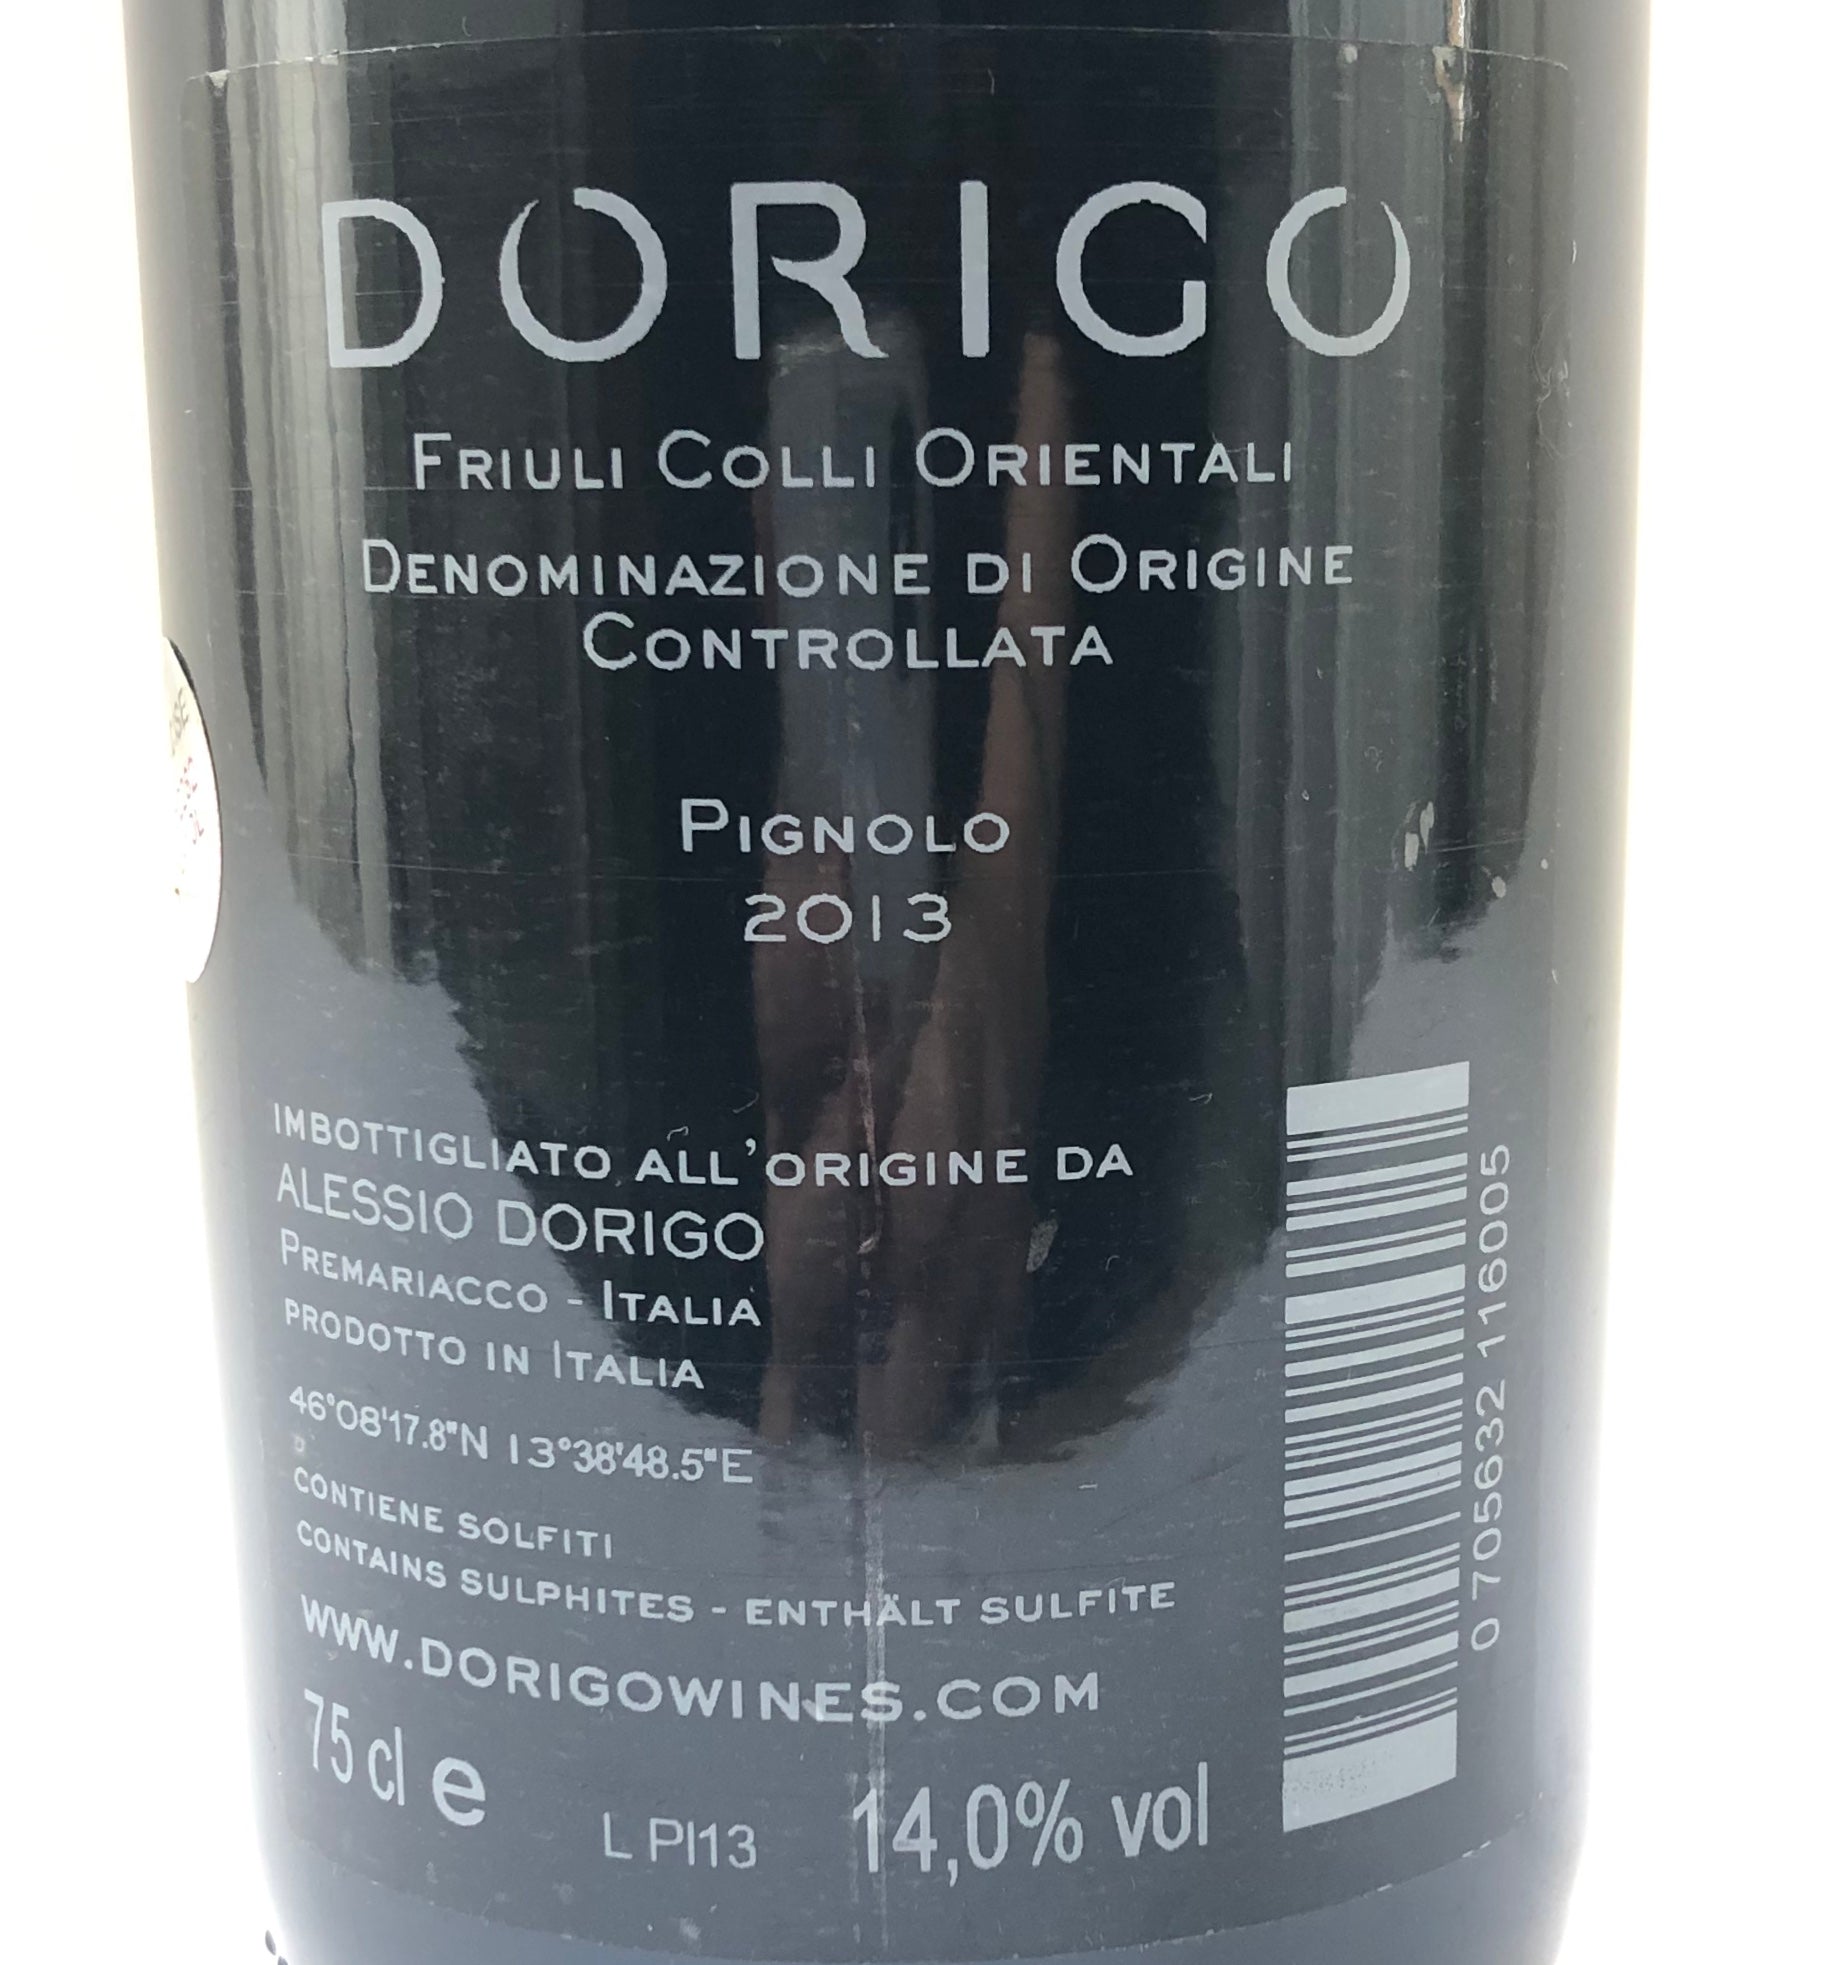 DORIGO
FRIULI COLLI ORIENTALI
DENOMINAZIONE DI ORIGINE
CONTROLLATA
PIGNOLO
2013
IMBOTTIGLIATO ALL'ORIGINE DA
ALESSIO DORIGO
PREMARIACCO - ITALIA
PRODOTTO IN ITALIA
46°08'17.8"N 13°38'48.5"E
CONTIENE SOLFITI
CONTAINS SULPHITES - ENTHÄLT SULFITE
WWW.DORIGOWINES.COM
75 cl e
L PI13
14,0% vol
0 705632 116005